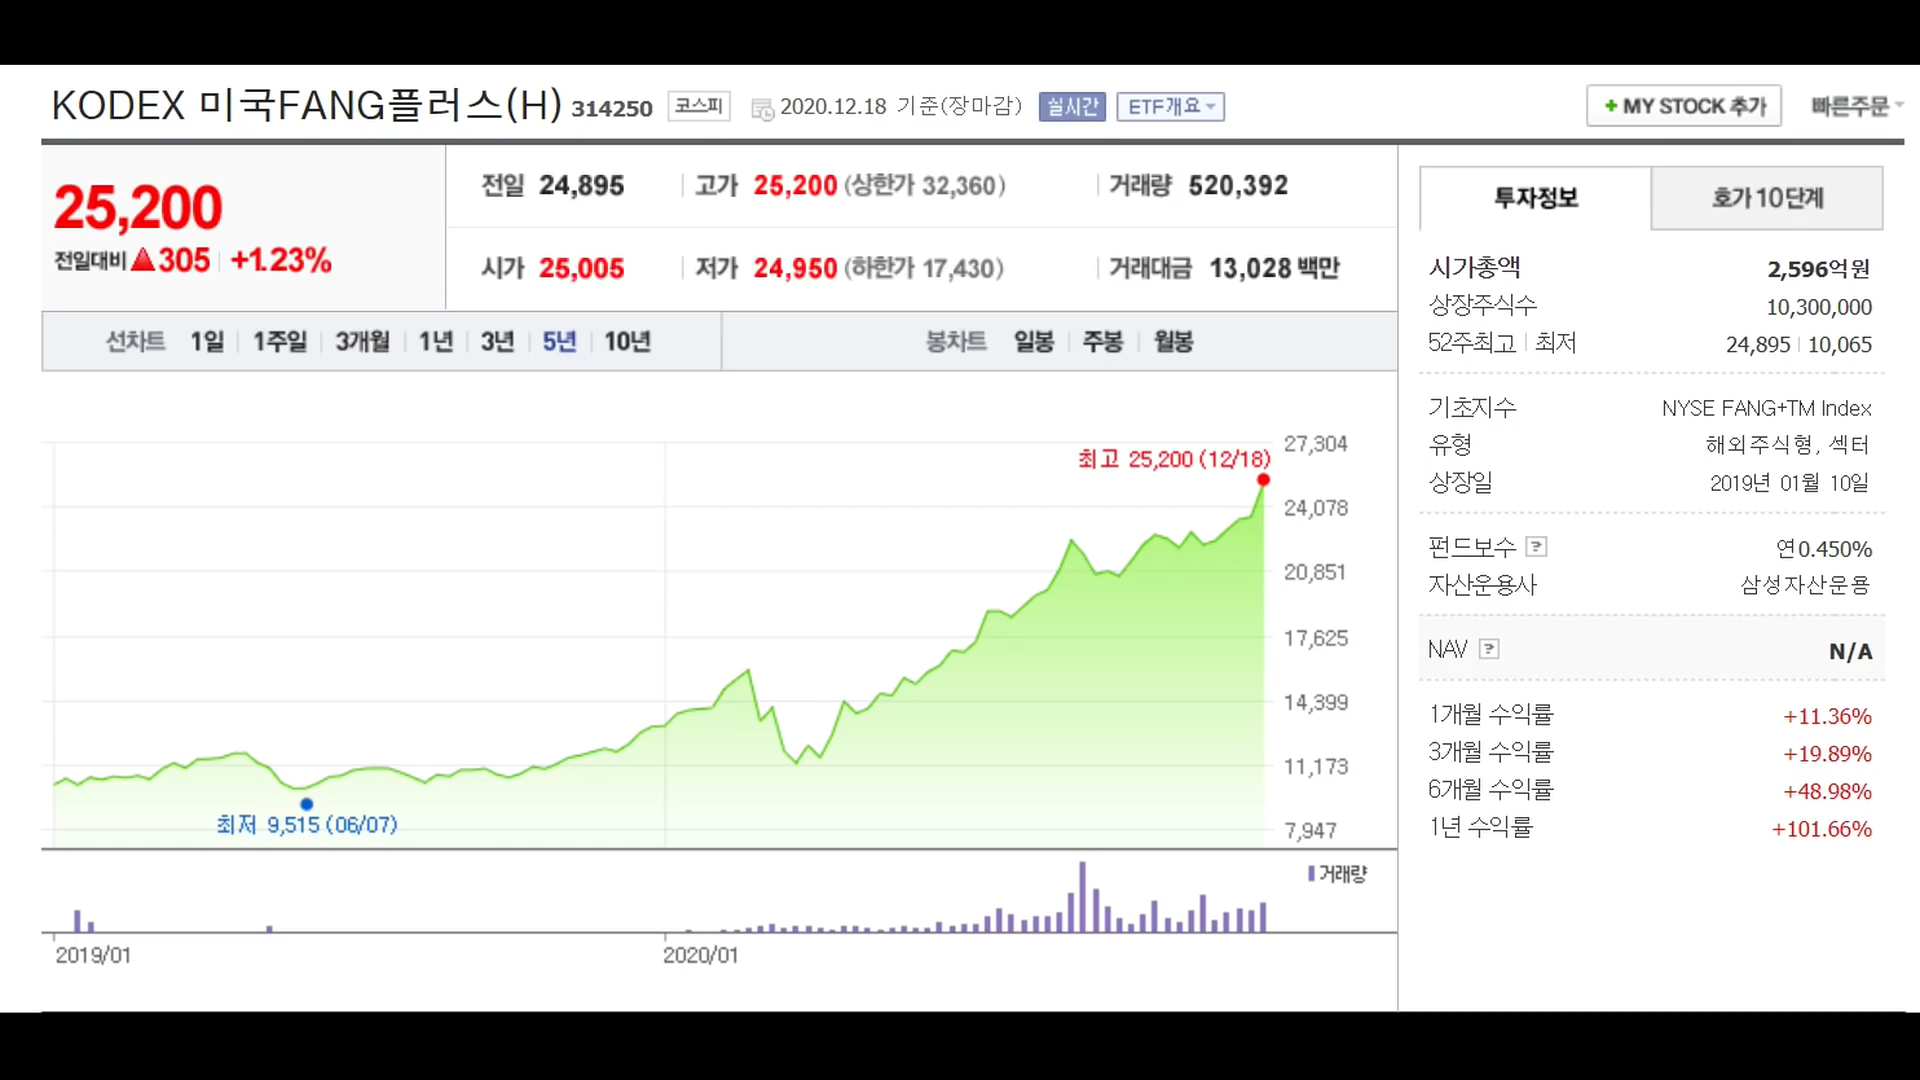 KODEX 미국FANG플러스(H) 314250 코스피 2020.12.18 기준(장마감) 실시간 ETF개요
+ MY STOCK 추가 빠른주문
25,200
전일대비 ▲305 +1.23%
전일 24,895 고가 25,200 (상한가 32,360) 거래량 520,392
시가 25,005 저가 24,950 (하한가 17,430) 거래대금 13,028 백만
선차트 1일 1주일 3개월 1년 3년 5년 10년 봉차트 일봉 주봉 월봉
최고 25,200 (12/18)
최저 9,515 (06/07)
27,304
24,078
20,851
17,625
14,399
11,173
7,947
거래량
2019/01 2020/01
투자정보 호가 10단계
시가총액 2,596억원
상장주식수 10,300,000
52주최고 | 최저 24,895 | 10,065
기초지수 NYSE FANG+TM Index
유형 해외주식형, 섹터
상장일 2019년 01월 10일
펀드보수 ? 연0.450%
자산운용사 삼성자산운용
NAV ? N/A
1개월 수익률 +11.36%
3개월 수익률 +19.89%
6개월 수익률 +48.98%
1년 수익률 +101.66%